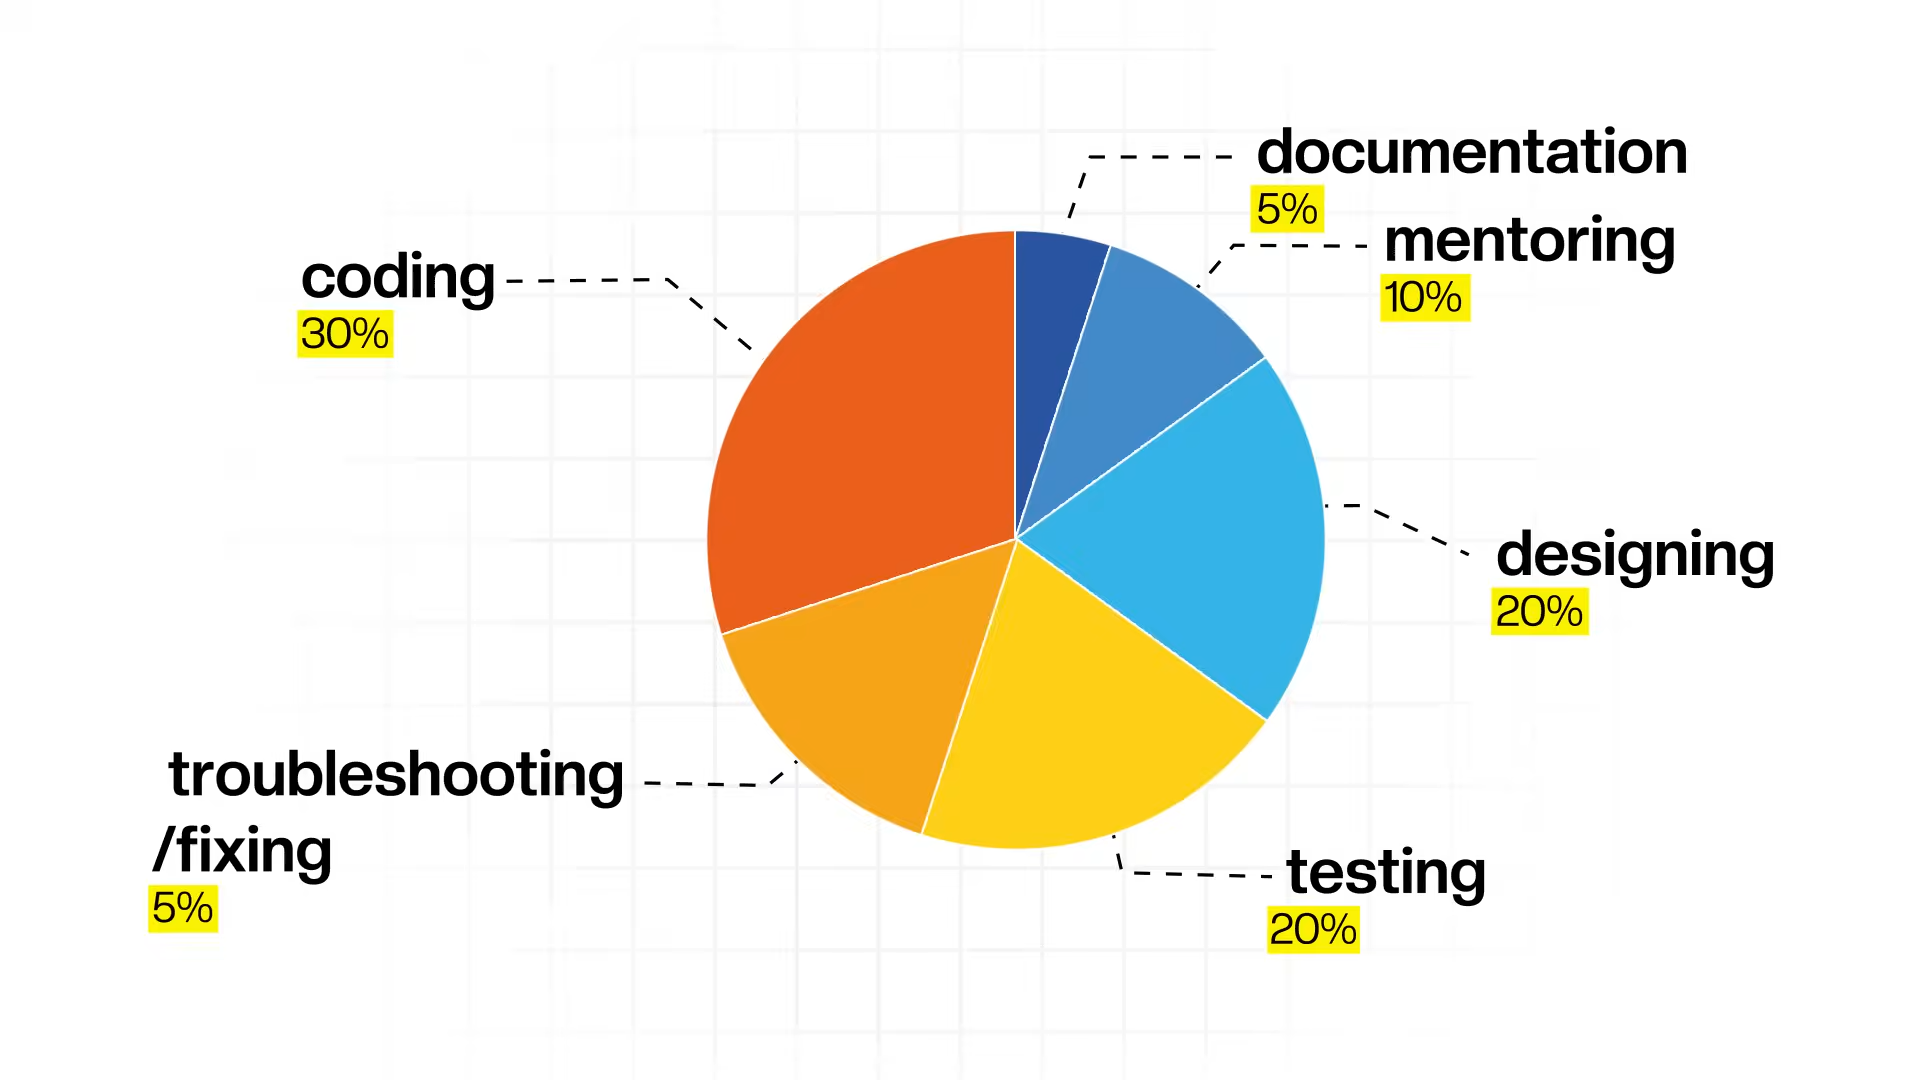 documentation
5%
mentoring
10%
coding
30%
designing
20%
troubleshooting
/fixing
5%
testing
20%